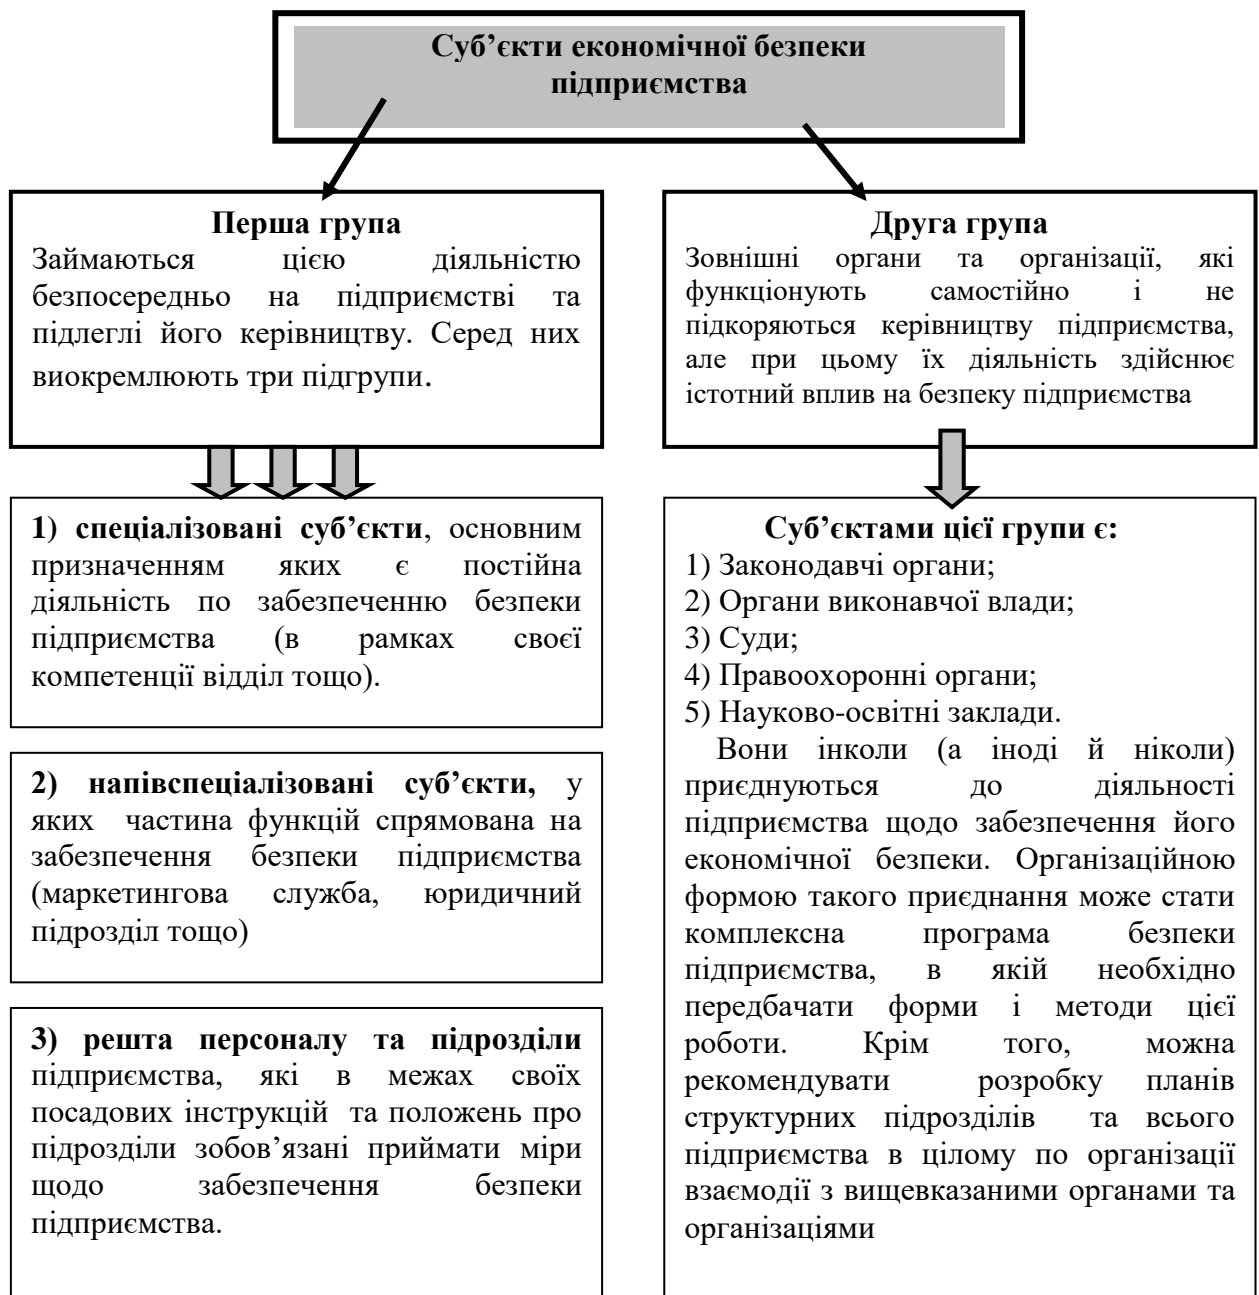 Суб’єкти економічної безпеки
підприємства
Перша група
Займаються цією діяльністю
безпосередньо на підприємстві та
підлеглі його керівництву. Серед них
виокремлюють три підгрупи.
Друга група
Зовнішні органи та організації, які
функціонують самостійно і не
підкоряються керівництву підприємства,
але при цьому їх діяльність здійснює
істотний вплив на безпеку підприємства
1) спеціалізовані суб’єкти, основним
призначенням яких є постійна
діяльність по забезпеченню безпеки
підприємства (в рамках своєї
компетенції відділ тощо).
2) напівспеціалізовані суб’єкти, у
яких частина функцій спрямована на
забезпечення безпеки підприємства
(маркетингова служба, юридичний
підрозділ тощо)
3) решта персоналу та підрозділи
підприємства, які в межах своїх
посадових інструкцій та положень про
підрозділи зобов’язані приймати міри
щодо забезпечення безпеки
підприємства.
Суб’єктами цієї групи є:
1) Законодавчі органи;
2) Органи виконавчої влади;
3) Суди;
4) Правоохоронні органи;
5) Науково-освітні заклади.
Вони інколи (а іноді й ніколи)
приєднуються до діяльності
підприємства щодо забезпечення його
економічної безпеки. Організаційною
формою такого приєднання може стати
комплексна програма безпеки
підприємства, в якій необхідно
передбачати форми і методи цієї
роботи. Крім того, можна
рекомендувати розробку планів
структурних підрозділів та всього
підприємства в цілому по організації
взаємодії з вищевказаними органами та
організаціями